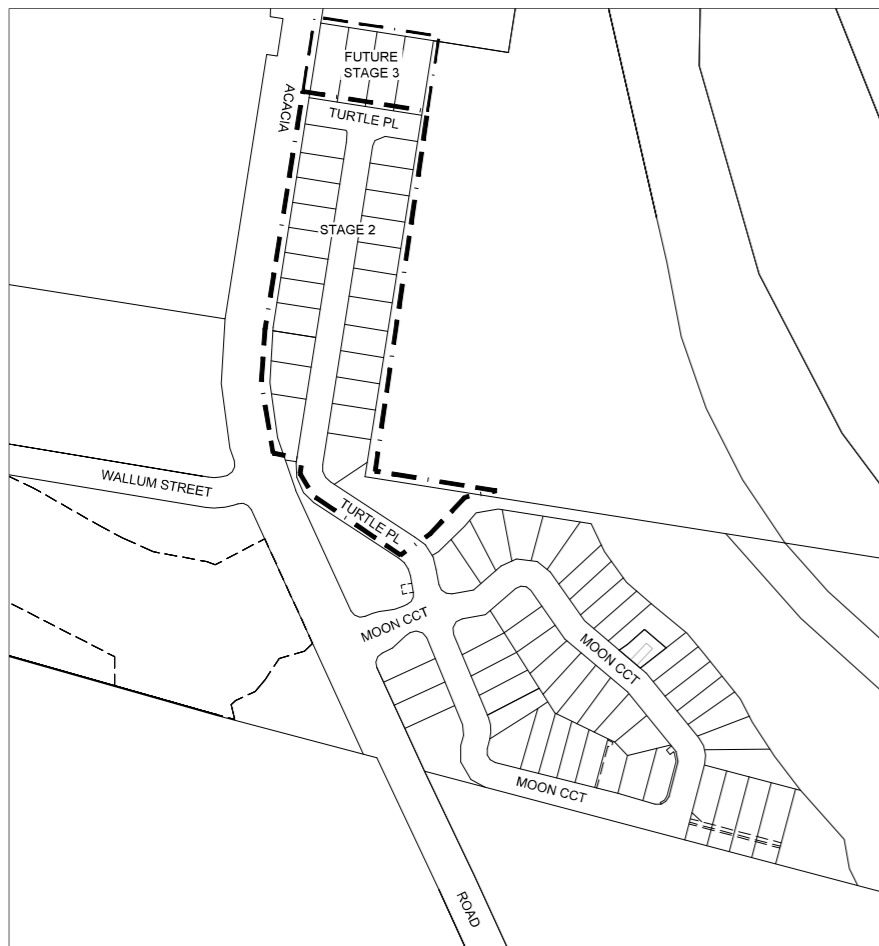 FUTURE
STAGE 3
ACACIA
TURTLE PL
STAGE 2
WALLUM STREET
TURTLE PL
MOON CCT
MOON CCT
MOON CCT
ROAD